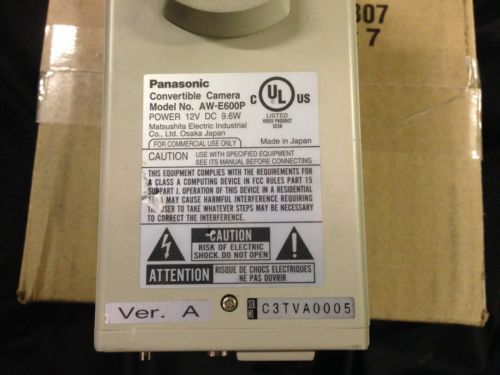 307
7
Panasonic
Convertible Camera
Model No. AW-E600P
POWER 12V DC 9.6W
Matsushita Electric Industrial
Co., Ltd. Osaka Japan
C UL US
LISTED
VIDEO PRODUCT
Made in Japan
FOR COMMERCIAL USE ONLY
CAUTION USE WITH SPECIFIED EQUIPMENT
SEE ITS MANUAL BEFORE CONNECTING
THIS EQUIPMENT COMPLIES WITH THE REQUIREMENTS FOR
A CLASS A COMPUTING DEVICE IN FCC RULES PART 15
SUBPART J. OPERATION OF THIS DEVICE IN A RESIDENTIAL
AREA MAY CAUSE HARMFUL INTERFERENCE REQUIRING
THE USER TO TAKE WHATEVER STEPS MAY BE NECESSARY
TO CORRECT THE INTERFERENCE.
CAUTION
RISK OF ELECTRIC
SHOCK. DO NOT OPEN
ATTENTION RISQUE DE CHOCS ELECTRIQUES
NE PAS OUVRIR
Ver. A
C3TVA0005